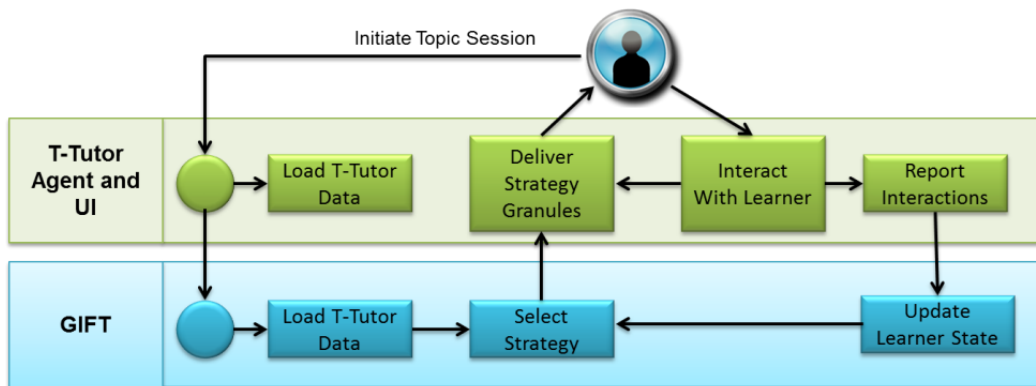 Initiate Topic Session
T-Tutor
Agent and
UI
Load T-Tutor
Data
Deliver
Strategy
Granules
Interact
With Learner
Report
Interactions
GIFT
Load T-Tutor
Data
Select
Strategy
Update
Learner State